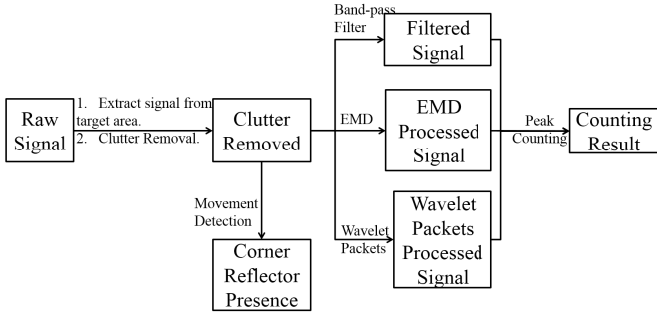 Raw
Signal
1. Extract signal from
target area.
2. Clutter Removal.
Clutter
Removed
Movement
Detection
Corner
Reflector
Presence
Band-pass
Filter
Filtered
Signal
EMD
EMD
Processed
Signal
Wavelet
Packets
Wavelet
Packets
Processed
Signal
Peak
Counting
Counting
Result